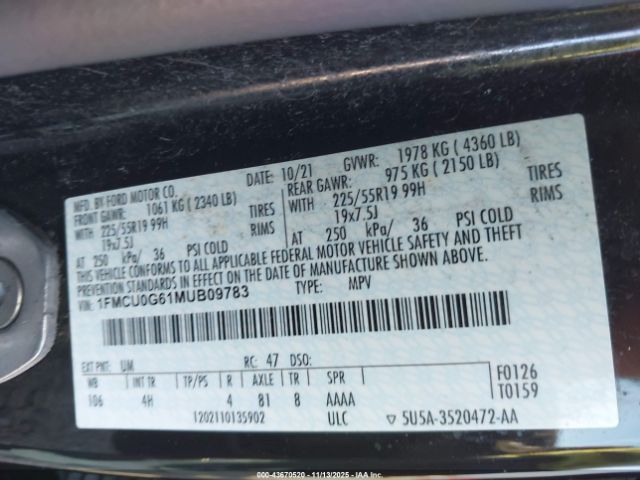 MFD. BY FORD MOTOR CO.
DATE: 10/21 GVWR: 1978 KG ( 4360 LB)
FRONT GAWR: 1061 KG ( 2340 LB)
REAR GAWR: 975 KG ( 2150 LB)
WITH 225/55R19 99H TIRES
WITH 225/55R19 99H TIRES
19x7.5J RIMS
19x7.5J RIMS
AT 250 kPa/ 36 PSI COLD
AT 250 kPa/ 36 PSI COLD
THIS VEHICLE CONFORMS TO ALL APPLICABLE FEDERAL MOTOR VEHICLE SAFETY AND THEFT
PREVENTION STANDARDS IN EFFECT ON THE DATE OF MANUFACTURE SHOWN ABOVE.
VIN: 1FMCU0G61MUB09783 TYPE: MPV
EXT PNT: UM RC: 47 DSO:
WB INT TR TP/PS R AXLE TR SPR
106 4H 4 81 8 AAAA
F0126
T0159
1202110135902 ULC ▽ 5U5A-3520472-AA
000-43670520 — 11/13/2025 — © IAA Holdings, LLC